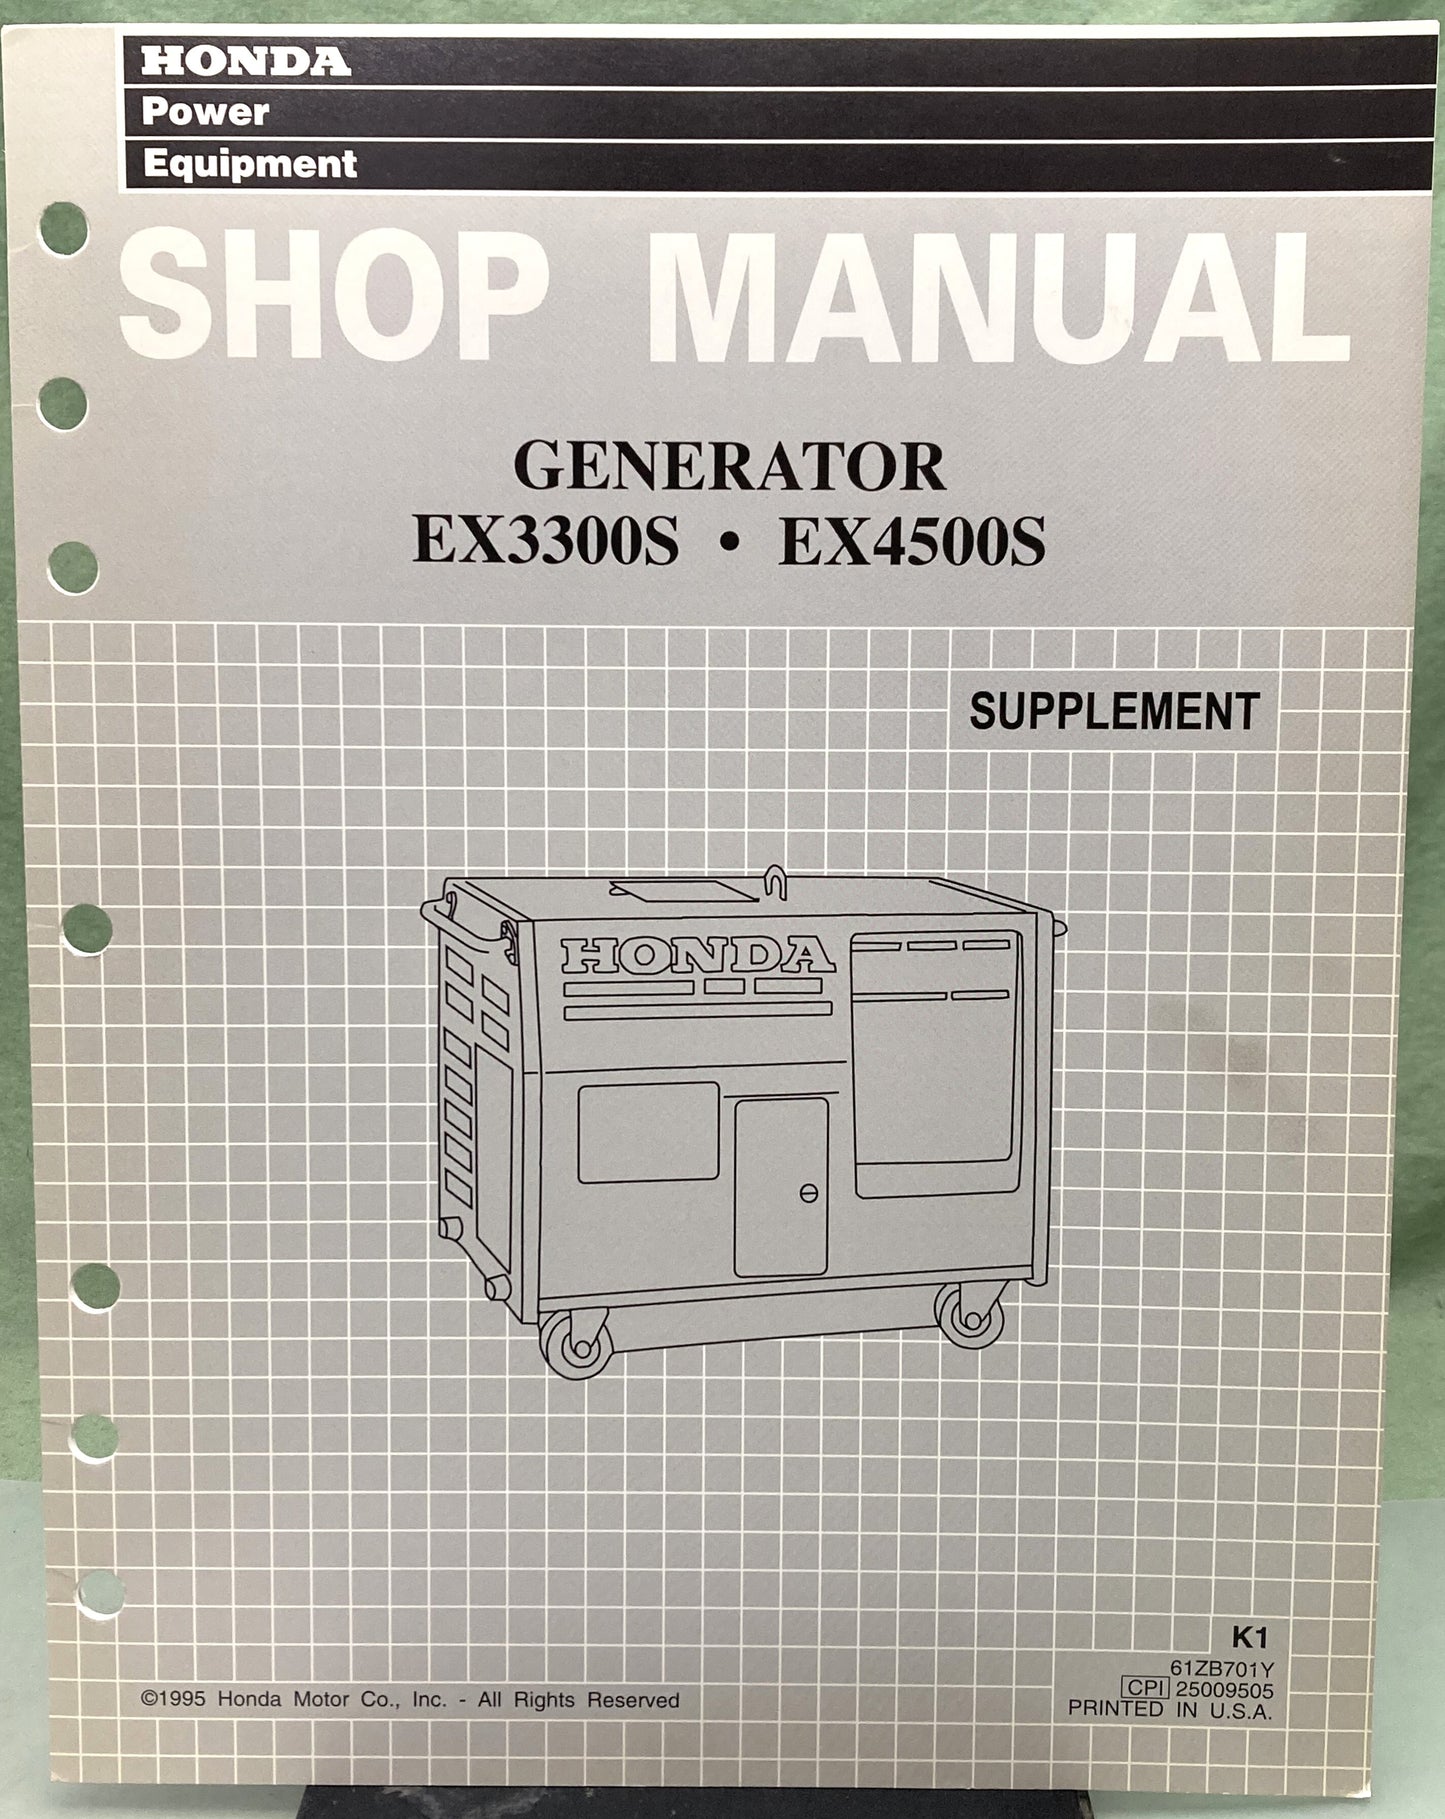 HONDA
Power
Equipment
SHOP MANUAL
GENERATOR
EX3300S • EX4500S
SUPPLEMENT
HONDA
K1
61ZB701Y
CPI 25009505
PRINTED IN U.S.A.
©1995 Honda Motor Co., Inc. - All Rights Reserved